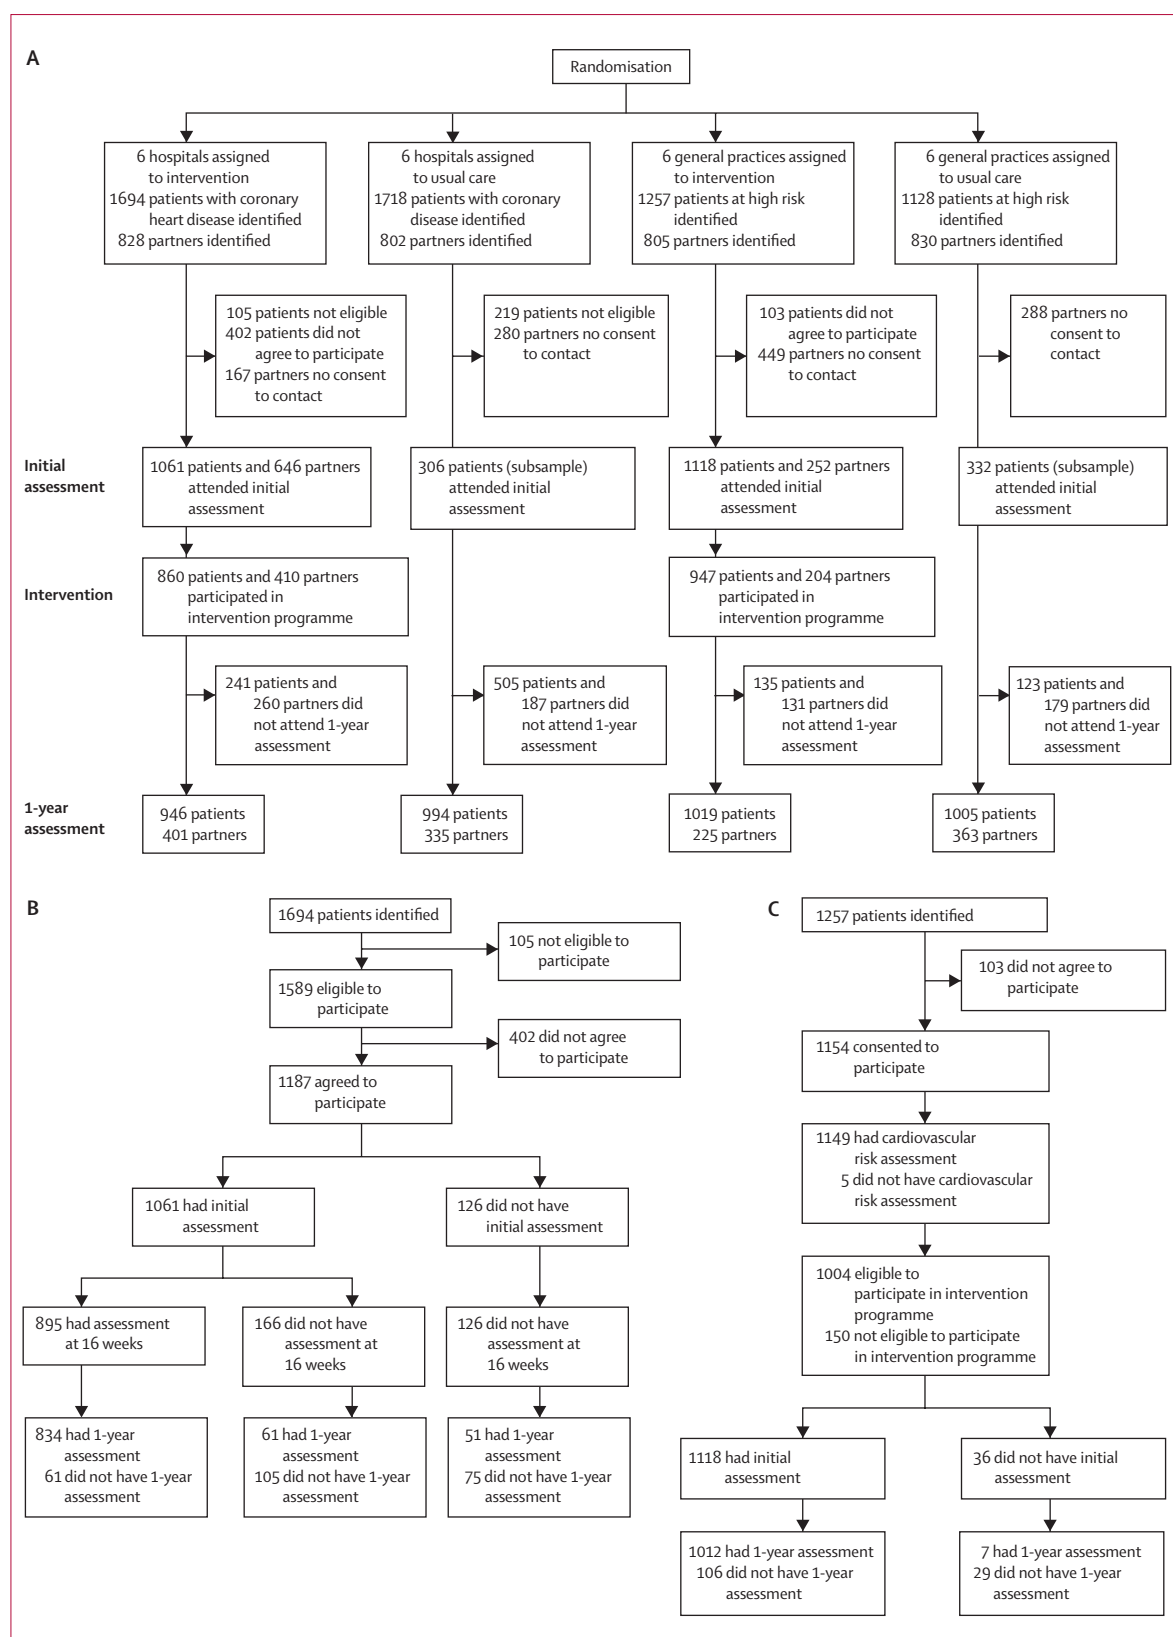 A
Randomisation
6 hospitals assigned
to intervention
1694 patients with coronary
heart disease identified
828 partners identified
6 hospitals assigned
to usual care
1718 patients with coronary
disease identified
802 partners identified
6 general practices assigned
to intervention
1257 patients at high risk
identified
805 partners identified
6 general practices assigned
to usual care
1128 patients at high risk
identified
830 partners identified
105 patients not eligible
402 patients did not
agree to participate
167 partners no consent
to contact
219 patients not eligible
280 partners no consent
to contact
103 patients did not
agree to participate
449 partners no consent
to contact
288 partners no
consent to
contact
Initial
assessment
1061 patients and 646 partners
attended initial
assessment
306 patients (subsample)
attended initial
assessment
1118 patients and 252 partners
attended initial
assessment
332 patients (subsample)
attended initial
assessment
Intervention
860 patients and 410 partners
participated in
intervention programme
947 patients and 204 partners
participated in
intervention programme
241 patients and
260 partners did
not attend 1-year
assessment
505 patients and
187 partners did
not attend 1-year
assessment
135 patients and
131 partners did
not attend 1-year
assessment
123 patients and
179 partners did
not attend 1-year
assessment
1-year
assessment
946 patients
401 partners
994 patients
335 partners
1019 patients
225 partners
1005 patients
363 partners
B
1694 patients identified
105 not eligible to
participate
1589 eligible to
participate
402 did not agree
to participate
1187 agreed to
participate
1061 had initial
assessment
126 did not have
initial assessment
895 had assessment
at 16 weeks
166 did not have
assessment at
16 weeks
126 did not have
assessment at
16 weeks
834 had 1-year
assessment
61 did not have 1-year
assessment
61 had 1-year
assessment
105 did not have 1-year
assessment
51 had 1-year
assessment
75 did not have 1-year
assessment
C
1257 patients identified
103 did not agree to
participate
1154 consented to
participate
1149 had cardiovascular
risk assessment
5 did not have cardiovascular
risk assessment
1004 eligible to
participate in intervention
programme
150 not eligible to participate
in intervention programme
1118 had initial
assessment
36 did not have initial
assessment
1012 had 1-year assessment
106 did not have 1-year
assessment
7 had 1-year assessment
29 did not have 1-year
assessment